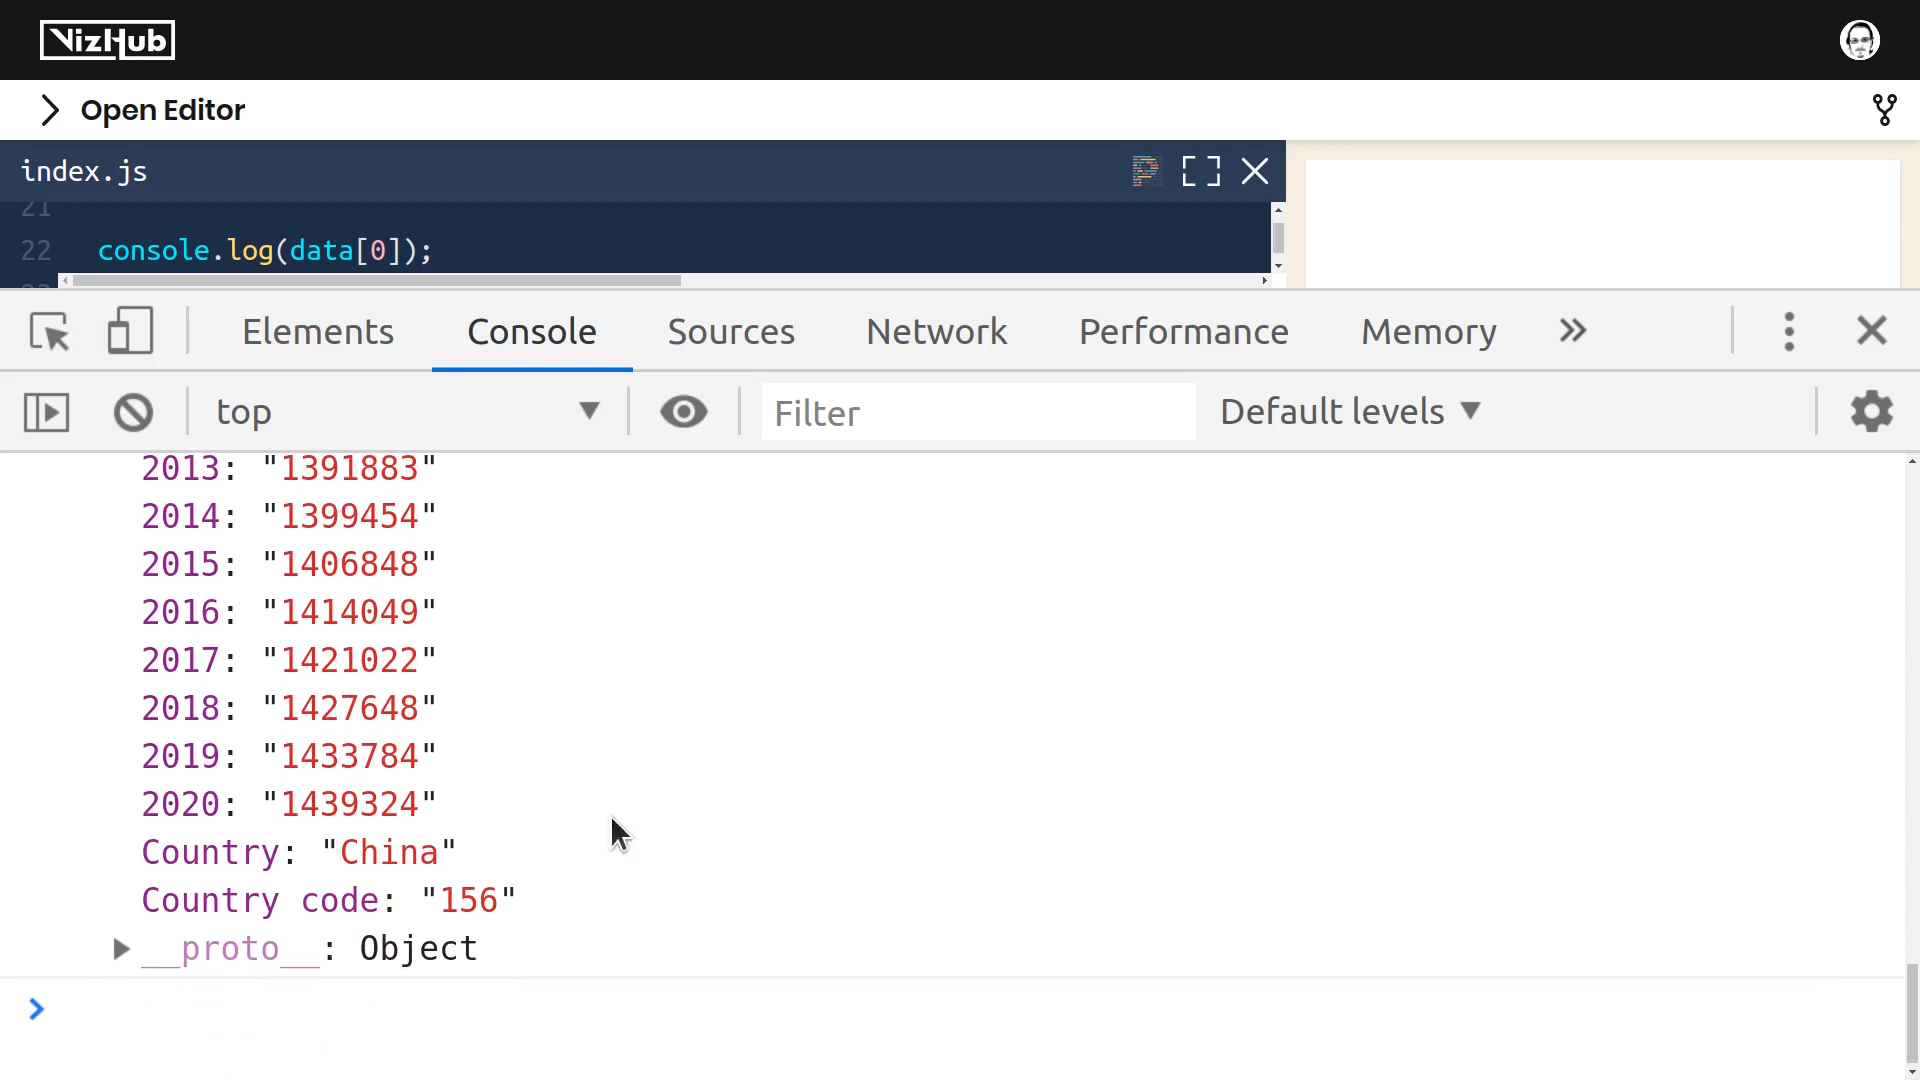 VizHub
Open Editor
index.js
21
22 console.log(data[0]);
Elements Console Sources Network Performance Memory
top Filter Default levels
2013: "1391883"
2014: "1399454"
2015: "1406848"
2016: "1414049"
2017: "1421022"
2018: "1427648"
2019: "1433784"
2020: "1439324"
Country: "China"
Country code: "156"
__proto__: Object